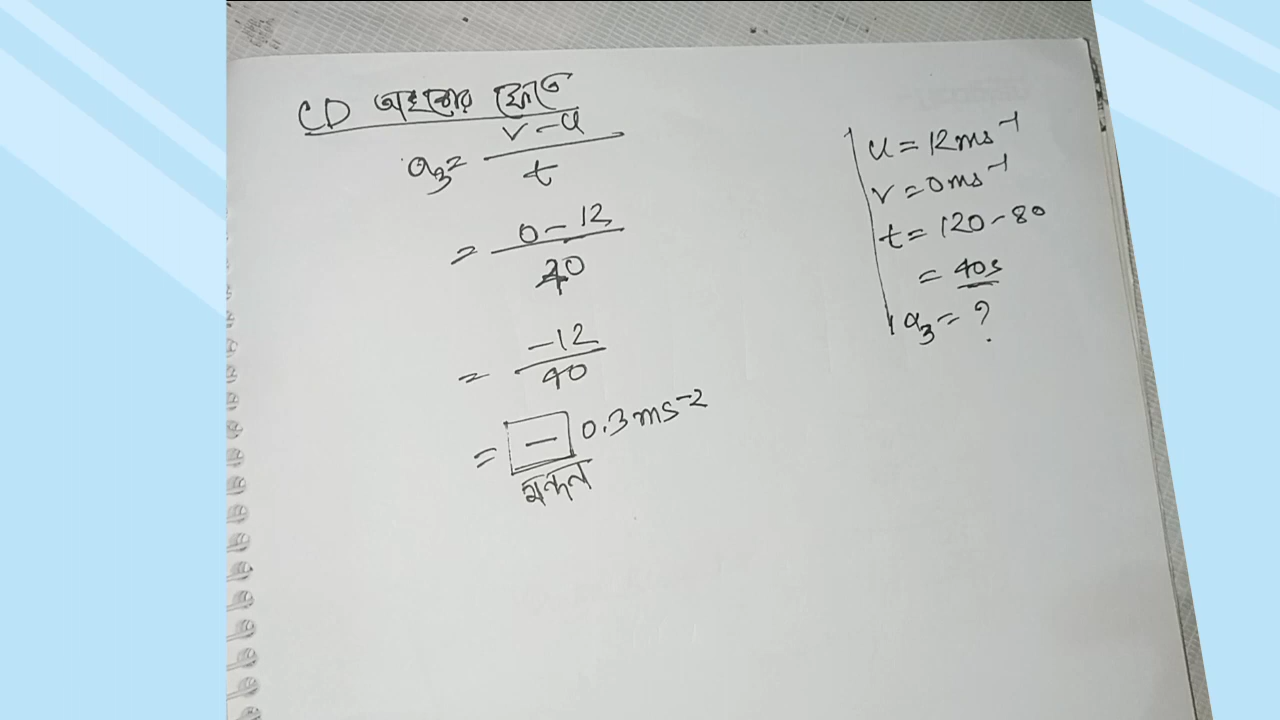 CD অংশের ক্ষেত্রে
a₃ = v – u / t
= 0 – 12 / 40
= –12 / 40
= – 0.3 ms⁻²
মন্দন
u = 12 ms⁻¹
v = 0 ms⁻¹
t = 120 – 80
= 40s
a₃ = ?